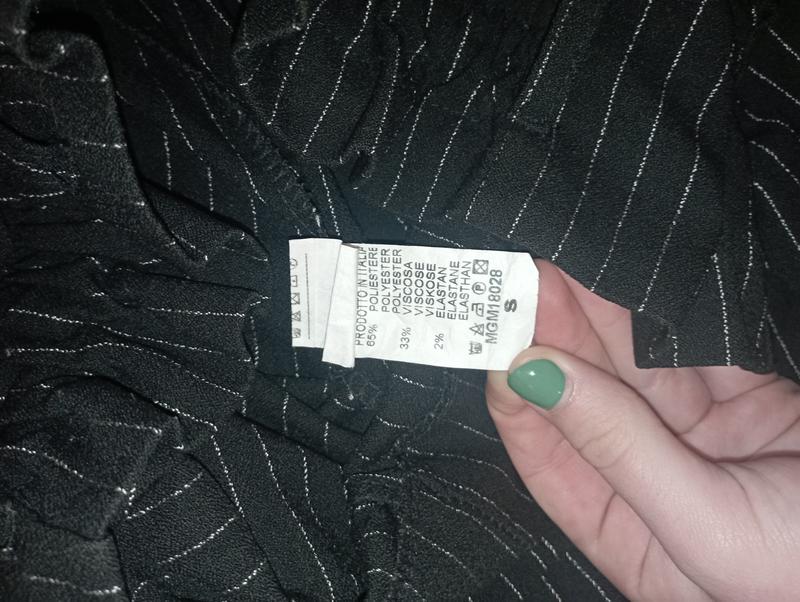 PRODOTTO IN ITALIA
65% POLIESTERE
POLYESTER
POLYESTER
33% VISCOSA
VISCOSE
VISKOSE
2% ELASTAN
ELASTANE
ELASTHAN
P
MGM18028
S